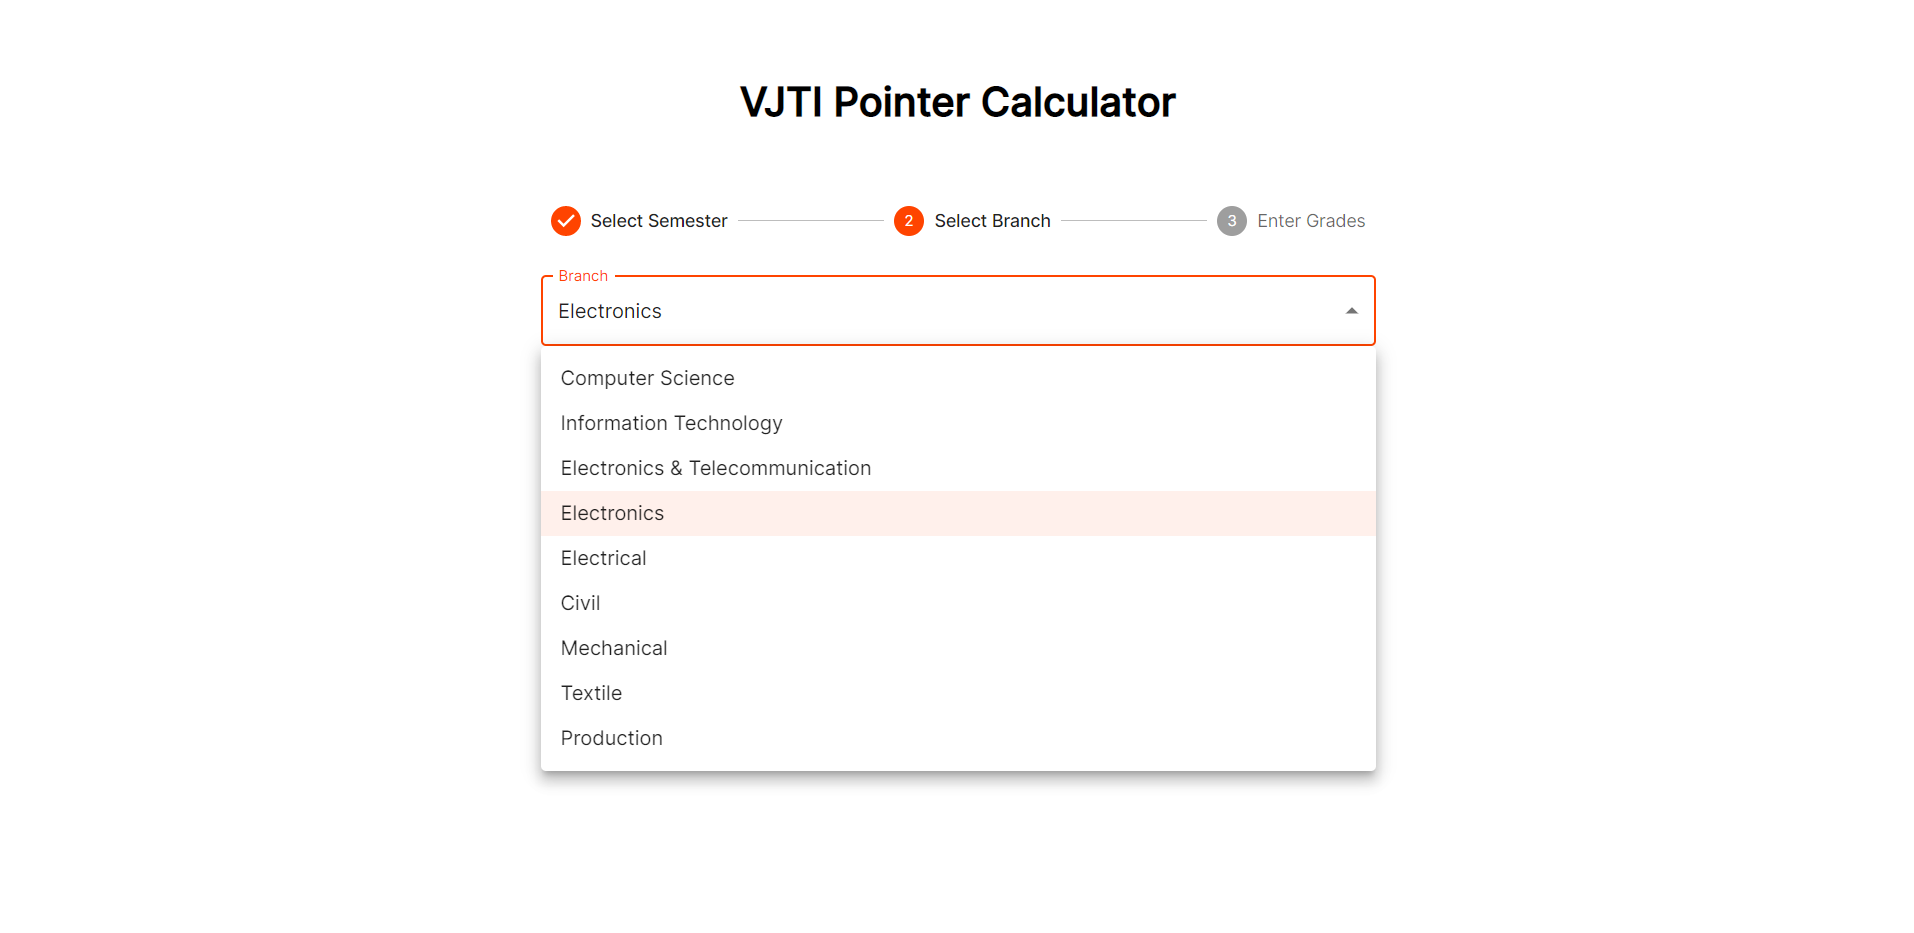 VJTI Pointer Calculator
Select Semester 2 Select Branch 3 Enter Grades
Branch
Electronics
Computer Science
Information Technology
Electronics & Telecommunication
Electronics
Electrical
Civil
Mechanical
Textile
Production